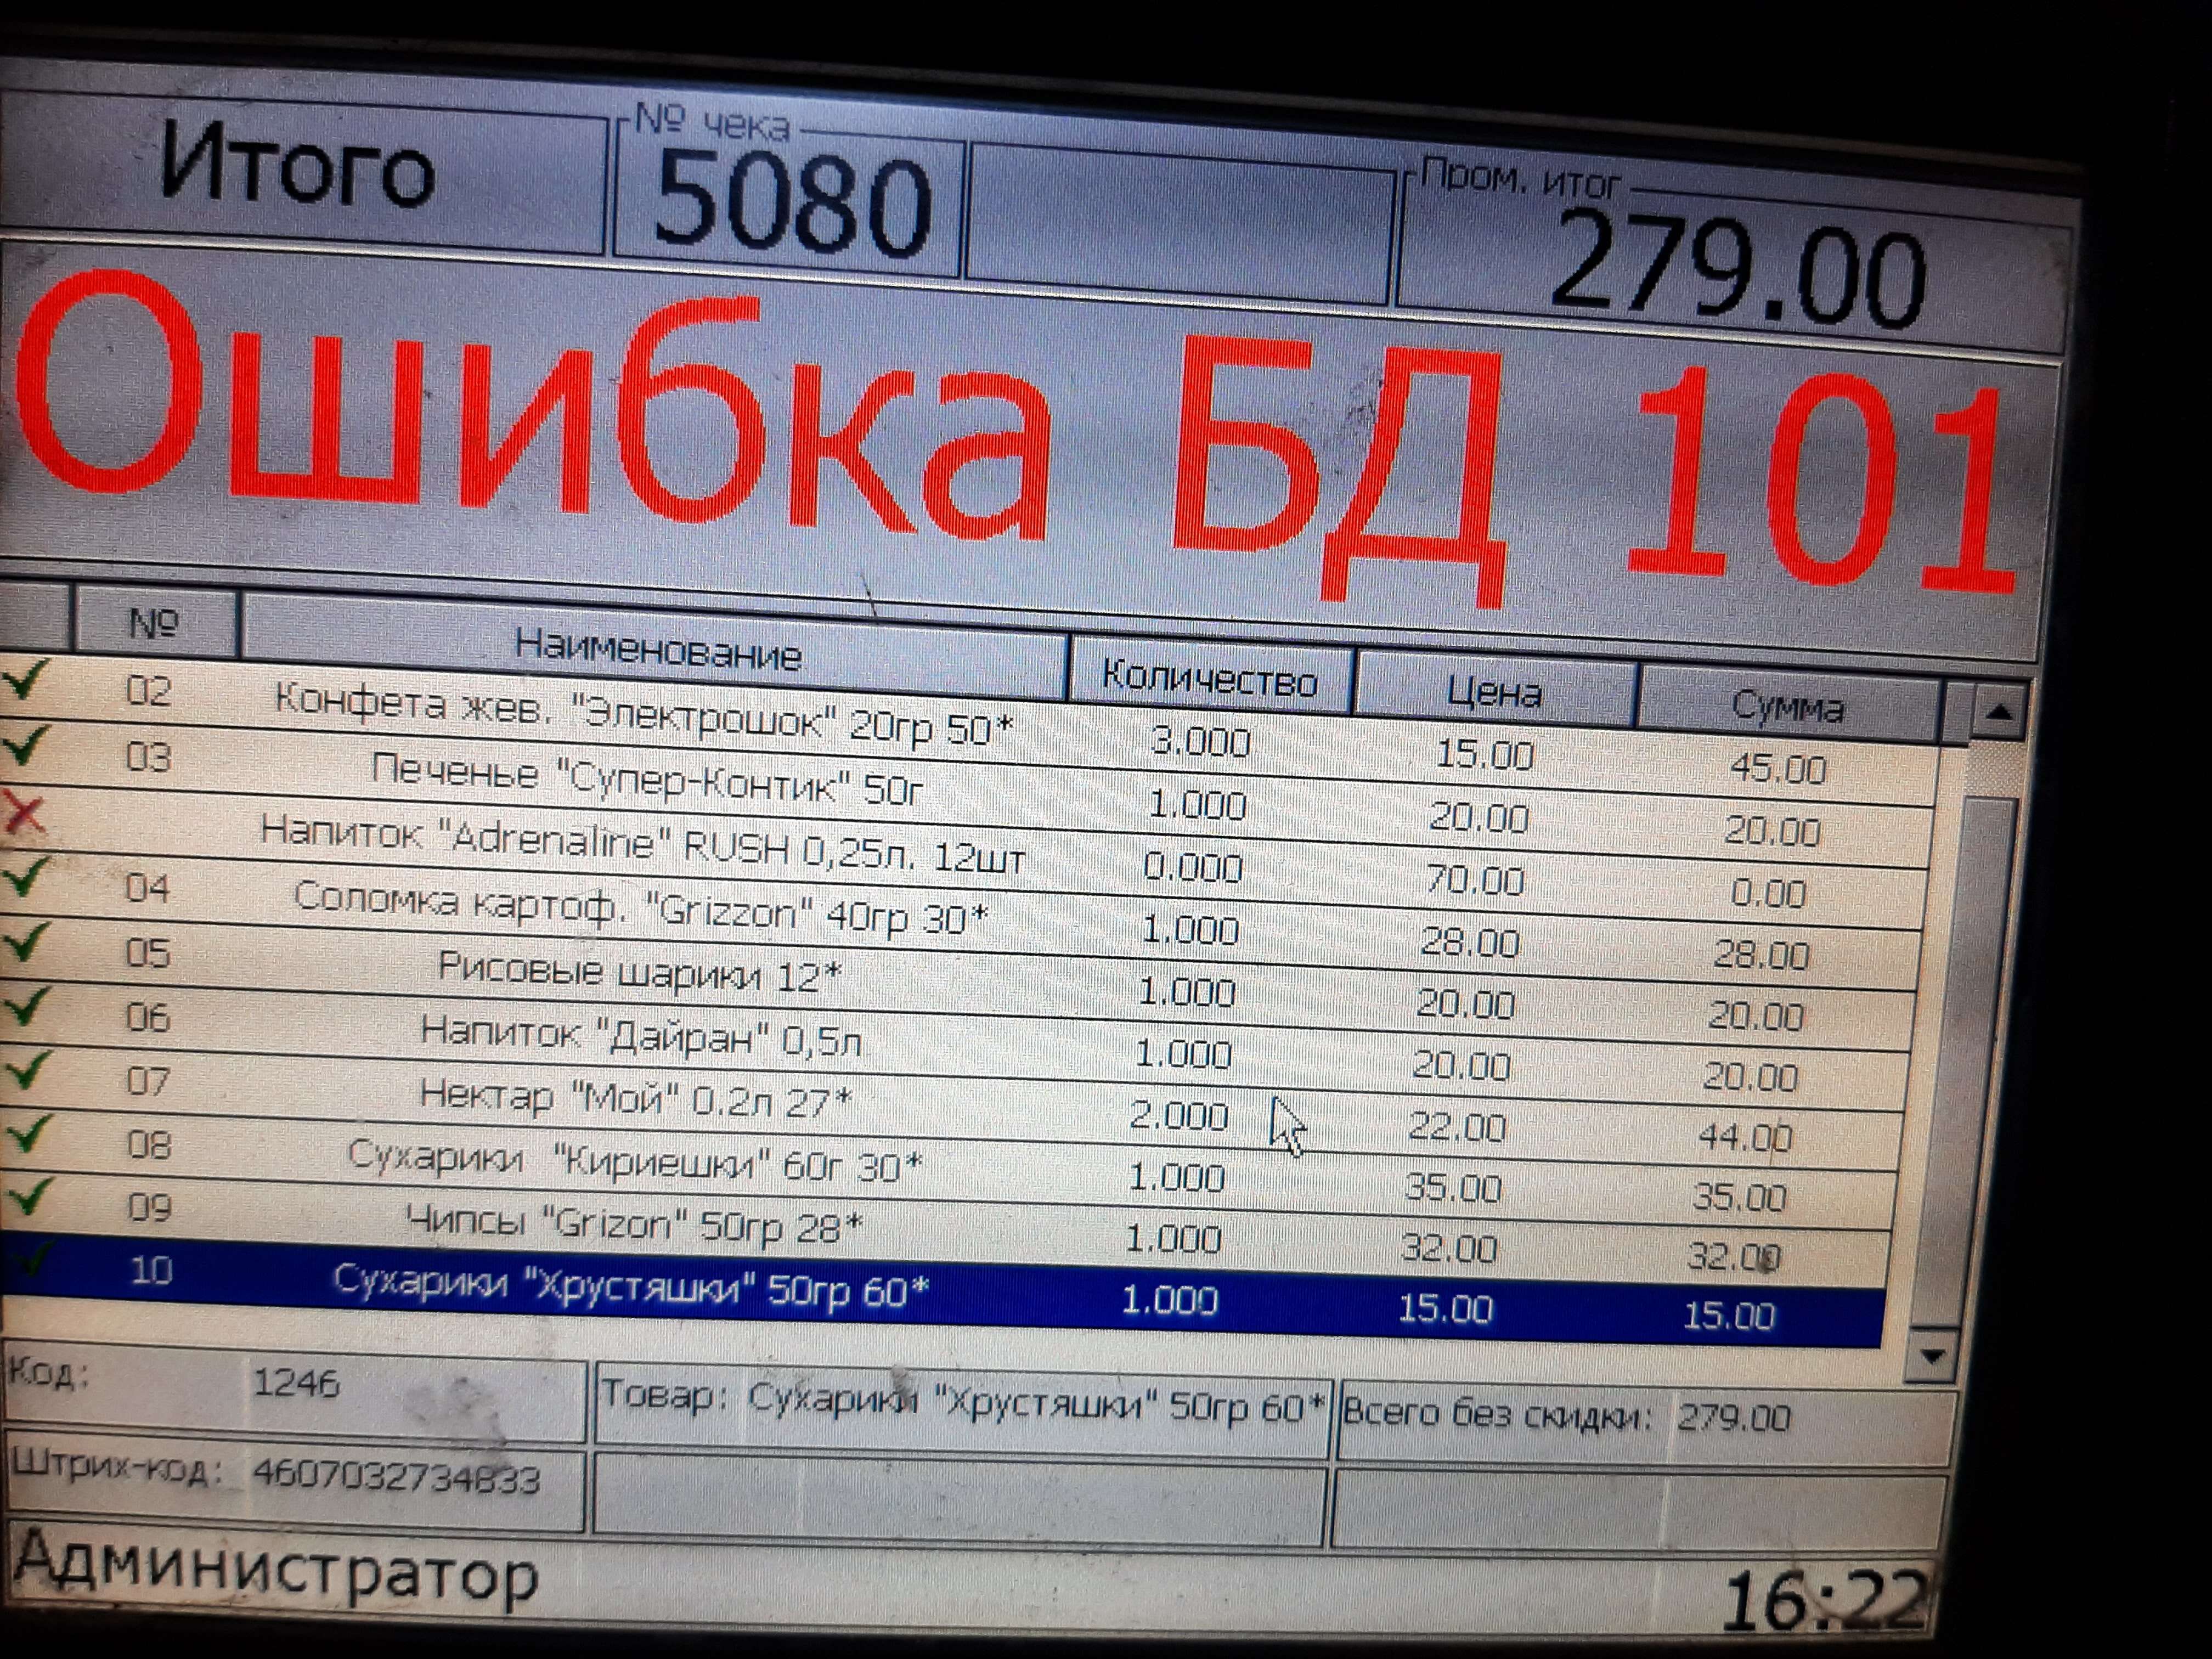 Итого
№ чека
5080
Пром. итог
279.00
Ошибка БД 101
№ Наименование Количество Цена Сумма
02 Конфета жев. "Электрошок" 20гр 50* 3.000 15.00 45.00
03 Печенье "Супер-Контик" 50г 1.000 20.00 20.00
Напиток "Adrenaline" RUSH 0,25л. 12шт 0.000 70.00 0.00
04 Соломка картоф. "Grizzon" 40гр 30* 1.000 28.00 28.00
05 Рисовые шарики 12* 1.000 20.00 20.00
06 Напиток "Дайран" 0,5л 1.000 20.00 20.00
07 Нектар "Мой" 0.2л 27* 2.000 22.00 44.00
08 Сухарики "Кириешки" 60г 30* 1.000 35.00 35.00
09 Чипсы "Grizon" 50гр 28* 1.000 32.00 32.00
10 Сухарики "Хрустяшки" 50гр 60* 1.000 15.00 15.00
Код: 1246 Товар: Сухарики "Хрустяшки" 50гр 60* Всего без скидки: 279.00
Штрих-код: 4607032734833
Администратор 16:22